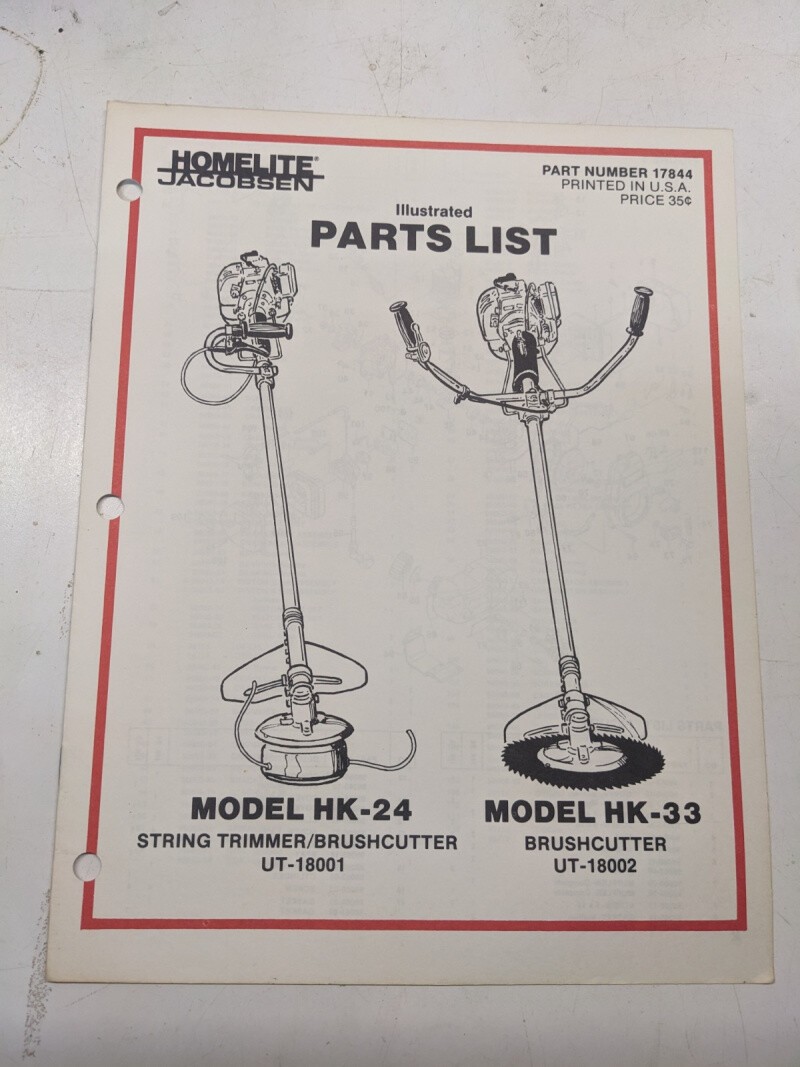 HOMELITE®
JACOBSEN
PART NUMBER 17844
PRINTED IN U.S.A.
PRICE 35¢
Illustrated
PARTS LIST
MODEL HK-24
STRING TRIMMER/BRUSHCUTTER
UT-18001
MODEL HK-33
BRUSHCUTTER
UT-18002